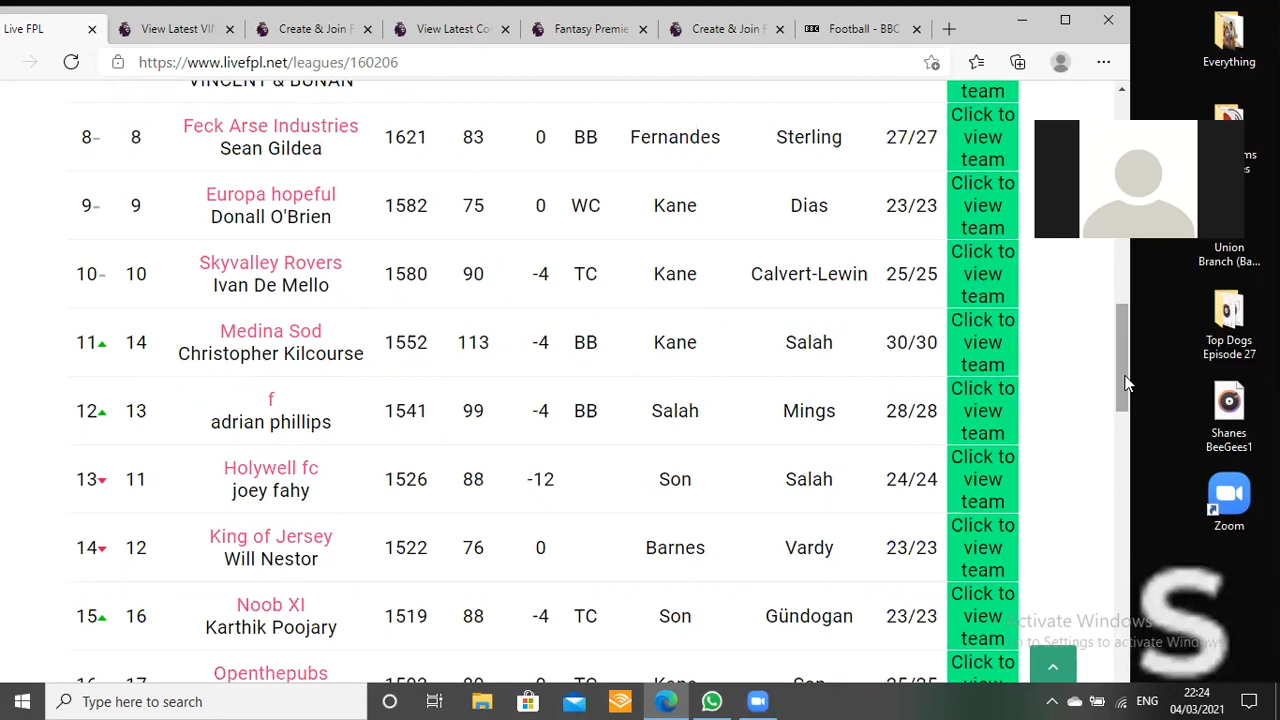 Live FPL
View Latest VIN
Create & Join F
View Latest Co
Fantasy Premie
Create & Join F
BBC Football - BBC
https://www.livefpl.net/leagues/160206
VINCENT & BUNAN
team
8 8 Feck Arse Industries 1621 83 0 BB Fernandes Sterling 27/27 Click to view team
Sean Gildea
9 9 Europa hopeful 1582 75 0 WC Kane Dias 23/23 Click to view team
Donall O'Brien
10 10 Skyvalley Rovers 1580 90 -4 TC Kane Calvert-Lewin 25/25 Click to view team
Ivan De Mello
11 14 Medina Sod 1552 113 -4 BB Kane Salah 30/30 Click to view team
Christopher Kilcourse
12 13 f 1541 99 -4 BB Salah Mings 28/28 Click to view team
adrian phillips
13 11 Holywell fc 1526 88 -12 Son Salah 24/24 Click to view team
joey fahy
14 12 King of Jersey 1522 76 0 Barnes Vardy 23/23 Click to view team
Will Nestor
15 16 Noob XI 1519 88 -4 TC Son Gündogan 23/23 Click to view team
Karthik Poojary
Openthepubs Click to
Everything
Union
Branch (Ba...
Top Dogs
Episode 27
Shanes
BeeGees1
Zoom
S
Activate Windows
Go to Settings to activate Windows.
Type here to search
ENG
22:24
04/03/2021